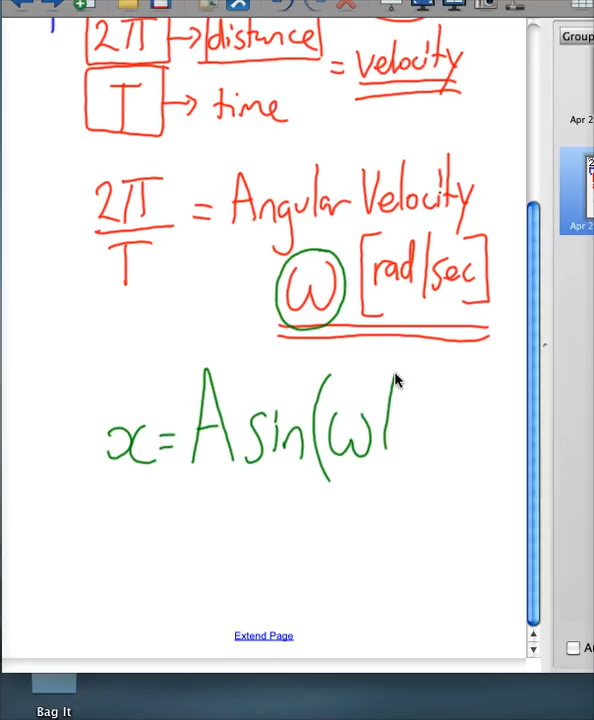 2π → distance
= velocity
T → time
2π
T
= Angular Velocity
ω [rad/sec]
x = A sin(ω
Extend Page
Group
Apr 2
2
Apr 2
Bag It